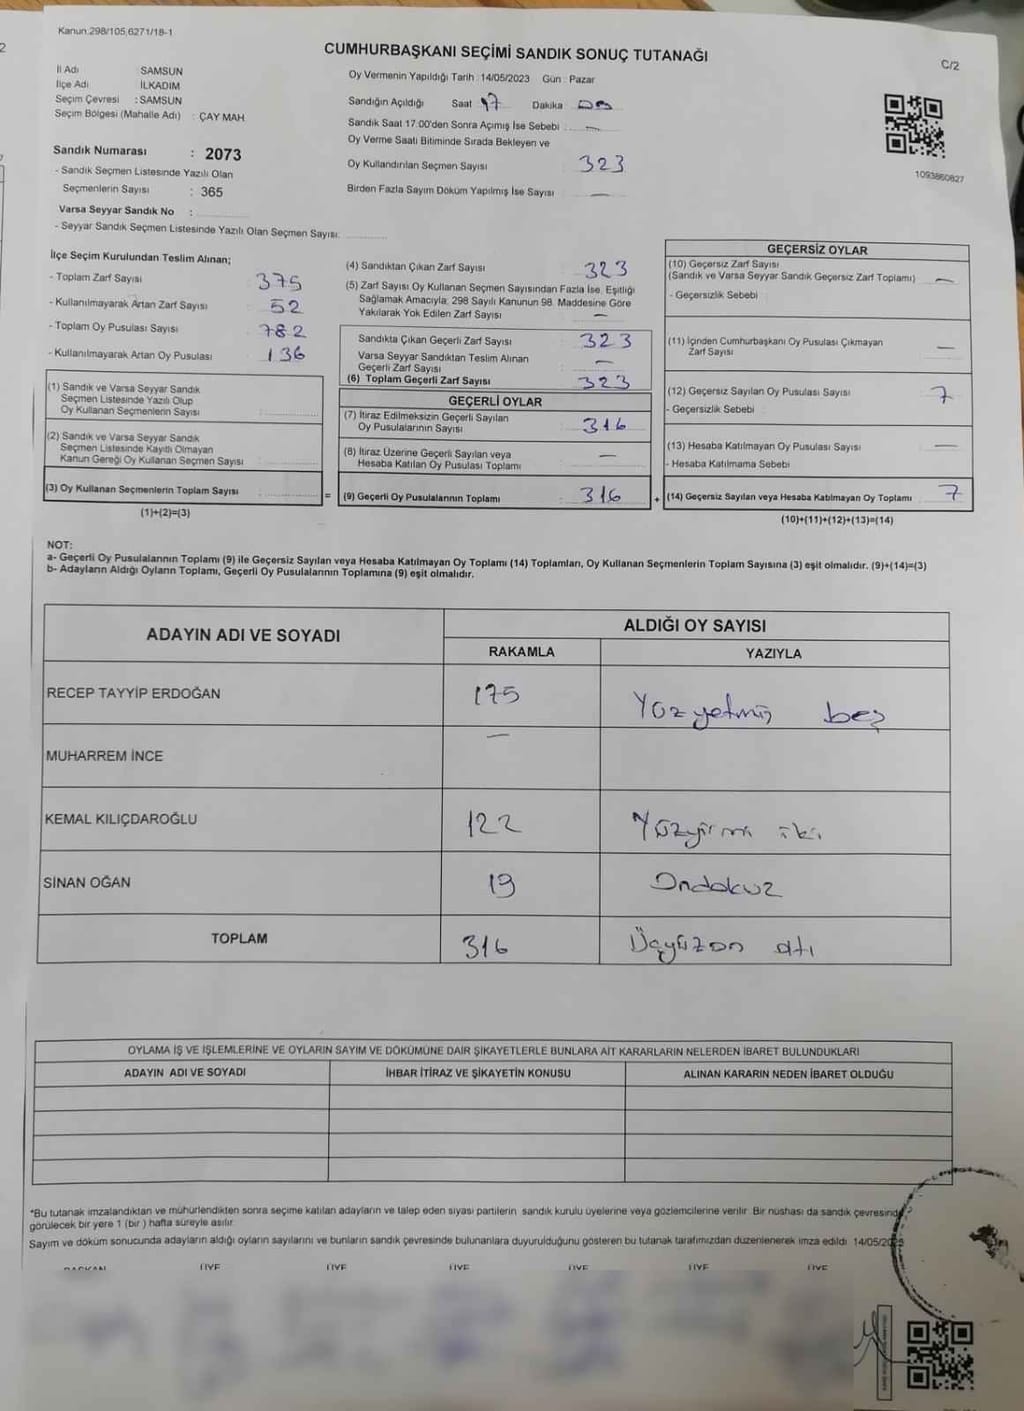 Kanun.298/105,6271/18-1
CUMHURBAŞKANI SEÇİMİ SANDIK SONUÇ TUTANAĞI
C/2
İl Adı SAMSUN
İlçe Adı İLKADIM
Seçim Çevresi : SAMSUN
Seçim Bölgesi (Mahalle Adı) : ÇAY MAH.
Oy Vermenin Yapıldığı Tarih : 14/05/2023 Gün : Pazar
Sandığın Açıldığı Saat 17 Dakika 00
Sandık Saat 17:00'den Sonra Açımış İse Sebebi : —
Oy Verme Saati Bitiminde Sırada Bekleyen ve
Oy Kullandırılan Seçmen Sayısı 323
Birden Fazla Sayım Döküm Yapılmış İse Sayısı —
1093860827
Sandık Numarası : 2073
- Sandık Seçmen Listesinde Yazılı Olan
Seçmenlerin Sayısı : 365
Varsa Seyyar Sandık No :
- Seyyar Sandık Seçmen Listesinde Yazılı Olan Seçmen Sayısı:
İlçe Seçim Kurulundan Teslim Alınan;
- Toplam Zarf Sayısı 375
- Kullanılmayarak Artan Zarf Sayısı 52
- Toplam Oy Pusulası Sayısı 782
- Kullanılmayarak Artan Oy Pusulası 136
(1) Sandık ve Varsa Seyyar Sandık
Seçmen Listesinde Yazılı Olup
Oy Kullanan Seçmenlerin Sayısı
(2) Sandık ve Varsa Seyyar Sandık
Seçmen Listesinde Kayıtlı Olmayan
Kanun Gereği Oy Kullanan Seçmen Sayısı
(3) Oy Kullanan Seçmenlerin Toplam Sayısı
(1)+(2)=(3)
(4) Sandıktan Çıkan Zarf Sayısı 323
(5) Zarf Sayısı Oy Kullanan Seçmen Sayısından Fazla İse, Eşitliği
Sağlamak Amacıyla; 298 Sayılı Kanunun 98. Maddesine Göre
Yakılarak Yok Edilen Zarf Sayısı —
Sandıkta Çıkan Geçerli Zarf Sayısı 323
Varsa Seyyar Sandıktan Teslim Alınan
Geçerli Zarf Sayısı —
(6) Toplam Geçerli Zarf Sayısı 323
GEÇERLİ OYLAR
(7) İtiraz Edilmeksizin Geçerli Sayılan
Oy Pusulalarının Sayısı 316
(8) İtiraz Üzerine Geçerli Sayılan veya
Hesaba Katılan Oy Pusulası Toplamı —
= (9) Geçerli Oy Pusulalarının Toplamı 316
GEÇERSİZ OYLAR
(10) Geçersiz Zarf Sayısı
(Sandık ve Varsa Seyyar Sandık Geçersiz Zarf Toplamı) —
- Geçersizlik Sebebi
(11) İçinden Cumhurbaşkanı Oy Pusulası Çıkmayan
Zarf Sayısı —
(12) Geçersiz Sayılan Oy Pusulası Sayısı 7
- Geçersizlik Sebebi
(13) Hesaba Katılmayan Oy Pusulası Sayısı —
- Hesaba Katılmama Sebebi
+ (14) Geçersiz Sayılan veya Hesaba Katılmayan Oy Toplamı 7
(10)+(11)+(12)+(13)=(14)
NOT:
a- Geçerli Oy Pusulalarının Toplamı (9) ile Geçersiz Sayılan veya Hesaba Katılmayan Oy Toplamı (14) Toplamları, Oy Kullanan Seçmenlerin Toplam Sayısına (3) eşit olmalıdır. (9)+(14)=(3)
b- Adayların Aldığı Oyların Toplamı, Geçerli Oy Pusulalarının Toplamına (9) eşit olmalıdır.
ADAYIN ADI VE SOYADI ALDIĞI OY SAYISI
RAKAMLA YAZIYLA
RECEP TAYYİP ERDOĞAN 175 Yüzyetmiş beş
MUHARREM İNCE —
KEMAL KILIÇDAROĞLU 122 Yüzyirmi iki
SİNAN OĞAN 19 Ondokuz
TOPLAM 316 Üçyüzon altı
OYLAMA İŞ VE İŞLEMLERİNE VE OYLARIN SAYIM VE DÖKÜMÜNE DAİR ŞİKAYETLERLE BUNLARA AİT KARARLARIN NELERDEN İBARET BULUNDUKLARI
ADAYIN ADI VE SOYADI İHBAR İTİRAZ VE ŞİKAYETİN KONUSU ALINAN KARARIN NEDEN İBARET OLDUĞU
*Bu tutanak imzalandıktan ve mühürlendikten sonra seçime katılan adayların ve talep eden siyasi partilerin sandık kurulu üyelerine veya gözlemcilerine verilir. Bir nüshası da sandık çevresinde
görülecek bir yere 1 (bir ) hafta süreyle asılır.
Sayım ve döküm sonucunda adayların aldığı oyların sayılarını ve bunların sandık çevresinde bulunanlara duyurulduğunu gösteren bu tutanak tarafımızdan düzenlenerek imza edildi. 14/05/2023
BAŞKAN ÜYE ÜYE ÜYE ÜYE ÜYE ÜYE